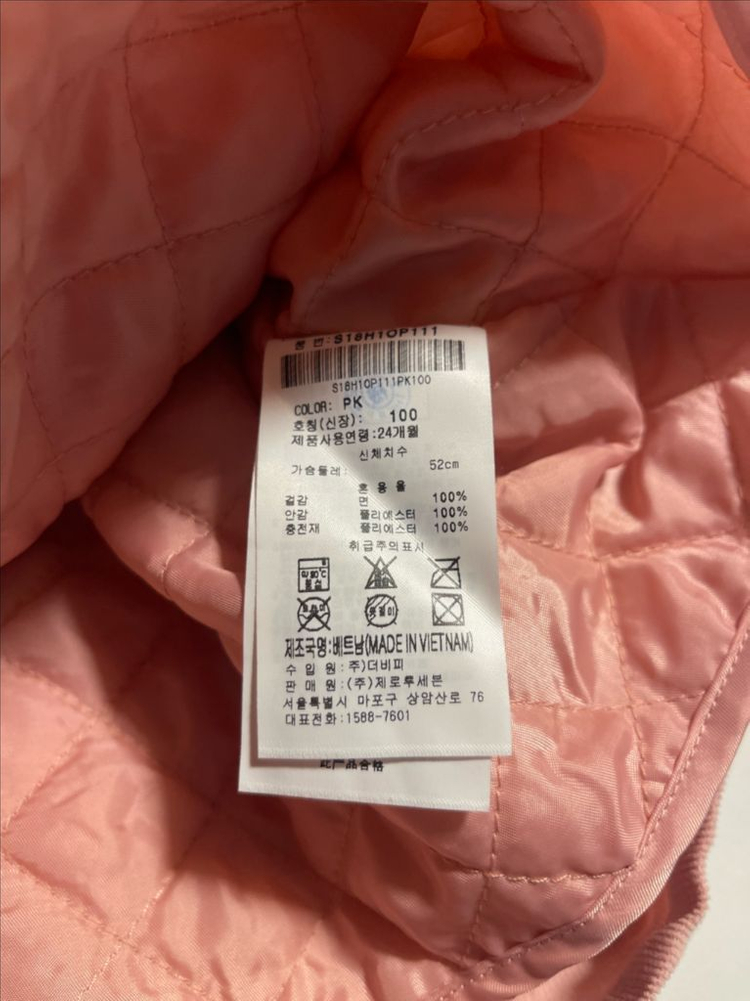 품 번:S18H10P111
S18H10P111PK100
COLOR: PK
호칭(신장): 100
제품사용연령:24개월
신체치수
가슴둘레: 52cm
혼 용 율
겉감 면 100%
안감 폴리에스터 100%
충전재 폴리에스터 100%
취급주의표시
제조국명:베트남(MADE IN VIETNAM)
수 입 원:주)더비피
판 매 원:(주)제로투세븐
서울특별시 마포구 상암산로 76
대표전화:1588-7601
此产品合格